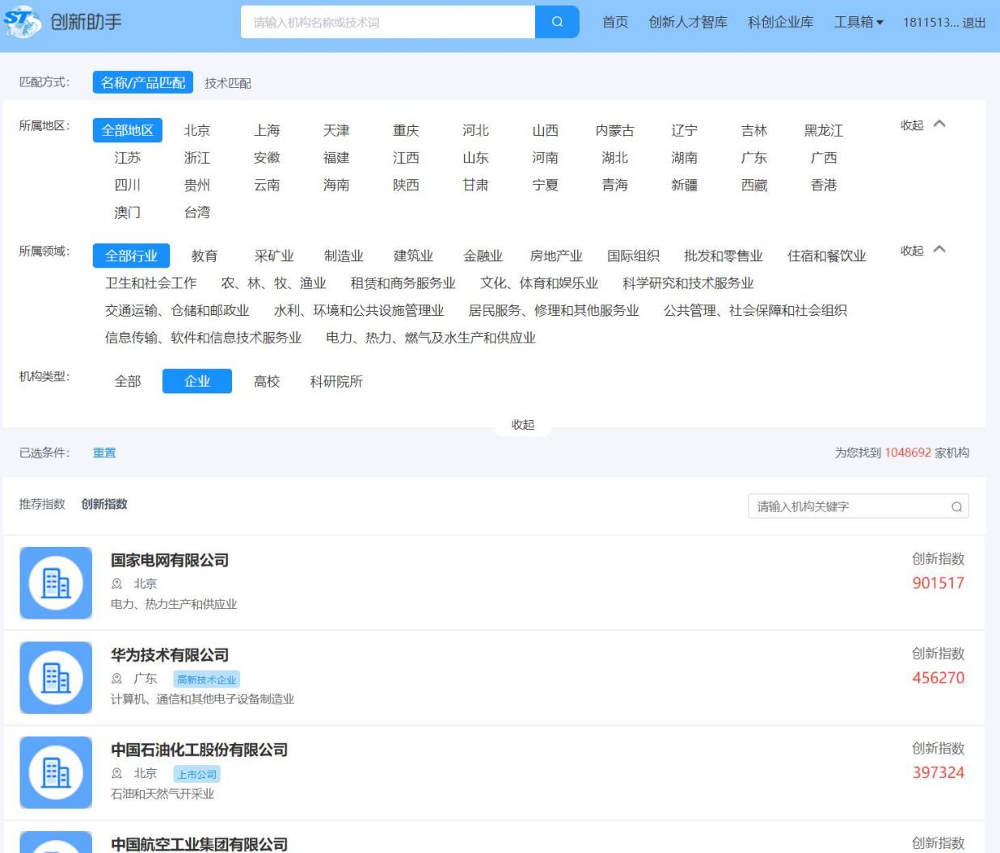 ST 创新助手 请输入机构名称或技术词 首页 创新人才智库 科创企业库 工具箱 1811513... 退出
匹配方式: 名称/产品匹配 技术匹配
所属地区: 全部地区 北京 上海 天津 重庆 河北 山西 内蒙古 辽宁 吉林 黑龙江 收起
江苏 浙江 安徽 福建 江西 山东 河南 湖北 湖南 广东 广西
四川 贵州 云南 海南 陕西 甘肃 宁夏 青海 新疆 西藏 香港
澳门 台湾
所属领域: 全部行业 教育 采矿业 制造业 建筑业 金融业 房地产业 国际组织 批发和零售业 住宿和餐饮业 收起
卫生和社会工作 农、林、牧、渔业 租赁和商务服务业 文化、体育和娱乐业 科学研究和技术服务业
交通运输、仓储和邮政业 水利、环境和公共设施管理业 居民服务、修理和其他服务业 公共管理、社会保障和社会组织
信息传输、软件和信息技术服务业 电力、热力、燃气及水生产和供应业
机构类型: 全部 企业 高校 科研院所
收起
已选条件: 重置 为您找到 1048692 家机构
推荐指数 创新指数 请输入机构关键字
国家电网有限公司 创新指数
北京 901517
电力、热力生产和供应业
华为技术有限公司 创新指数
广东 高新技术企业 456270
计算机、通信和其他电子设备制造业
中国石油化工股份有限公司 创新指数
北京 上市公司 397324
石油和天然气开采业
中国航空工业集团有限公司 创新指数